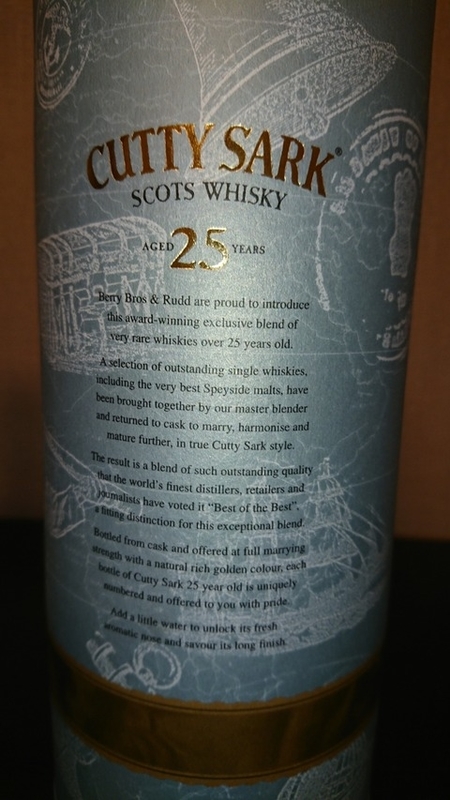 CUTTY SARK®
SCOTS WHISKY
AGED 25 YEARS
Berry Bros & Rudd are proud to introduce
this award-winning exclusive blend of
very rare whiskies over 25 years old.
A selection of outstanding single whiskies,
including the very best Speyside malts, have
been brought together by our master blender
and returned to cask to marry, harmonise and
mature further, in true Cutty Sark style.
The result is a blend of such outstanding quality
that the world's finest distillers, retailers and
journalists have voted it "Best of the Best",
a fitting distinction for this exceptional blend.
Bottled from cask and offered at full marrying
strength with a natural rich golden colour, each
bottle of Cutty Sark 25 year old is uniquely
numbered and offered to you with pride.
Add a little water to unlock its fresh
aromatic nose and savour its long finish.